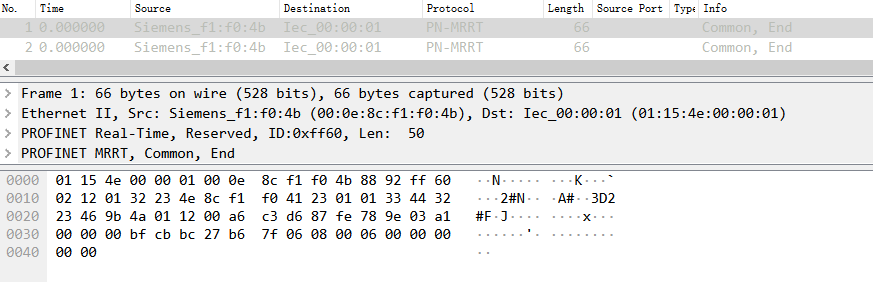 No. Time Source Destination Protocol Length Source Port Type Info
1 0.000000 Siemens_f1:f0:4b Iec_00:00:01 PN-MRRT 66 Common, End
2 0.000000 Siemens_f1:f0:4b Iec_00:00:01 PN-MRRT 66 Common, End
Frame 1: 66 bytes on wire (528 bits), 66 bytes captured (528 bits)
Ethernet II, Src: Siemens_f1:f0:4b (00:0e:8c:f1:f0:4b), Dst: Iec_00:00:01 (01:15:4e:00:00:01)
PROFINET Real-Time, Reserved, ID:0xff60, Len:  50
PROFINET MRRT, Common, End
0000 01 15 4e 00 00 01 00 0e 8c f1 f0 4b 88 92 ff 60 ··N····· ···K···`
0010 02 12 01 32 23 4e 8c f1 f0 41 23 01 01 33 44 32 ···2#N·· ·A#··3D2
0020 23 46 9b 4a 01 12 00 a6 c3 d6 87 fe 78 9e 03 a1 #F·J···· ····x···
0030 00 00 00 bf cb bc 27 b6 7f 06 08 00 06 00 00 00 ······'· ········
0040 00 00 ··